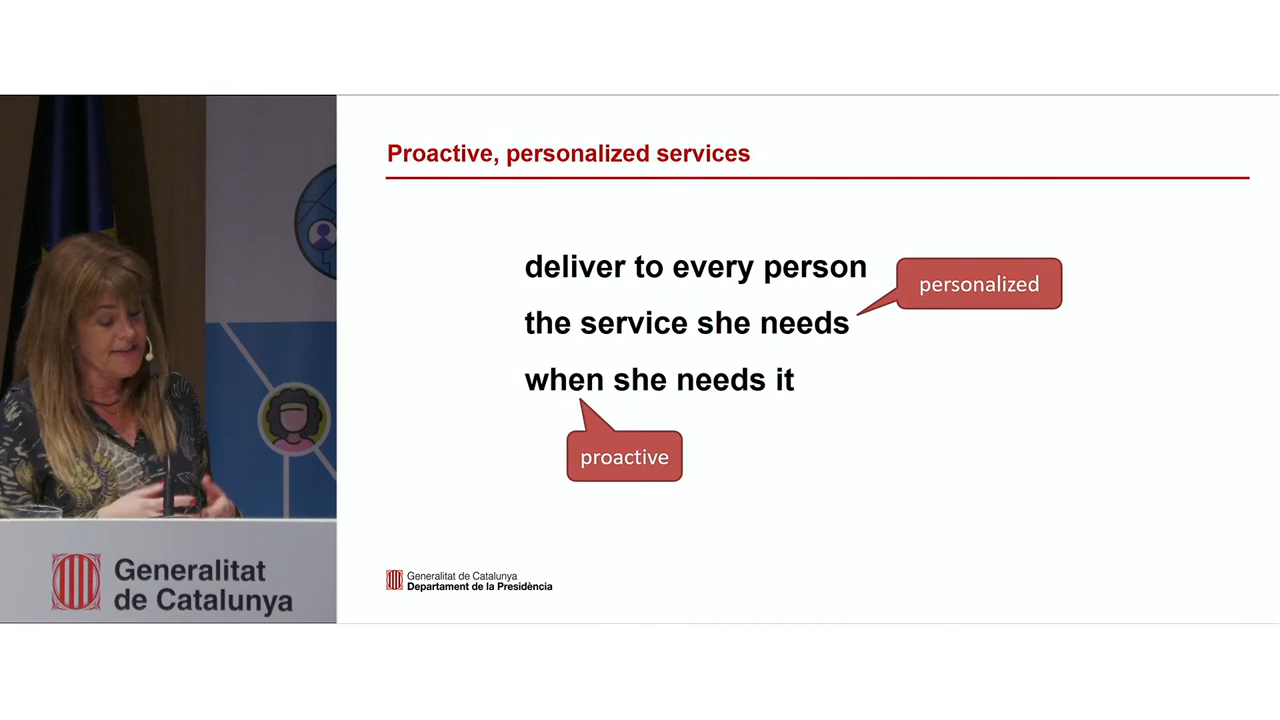 Proactive, personalized services
deliver to every person
personalized
the service she needs
when she needs it
proactive
Generalitat de Catalunya
Departament de la Presidència
Generalitat
de Catalunya